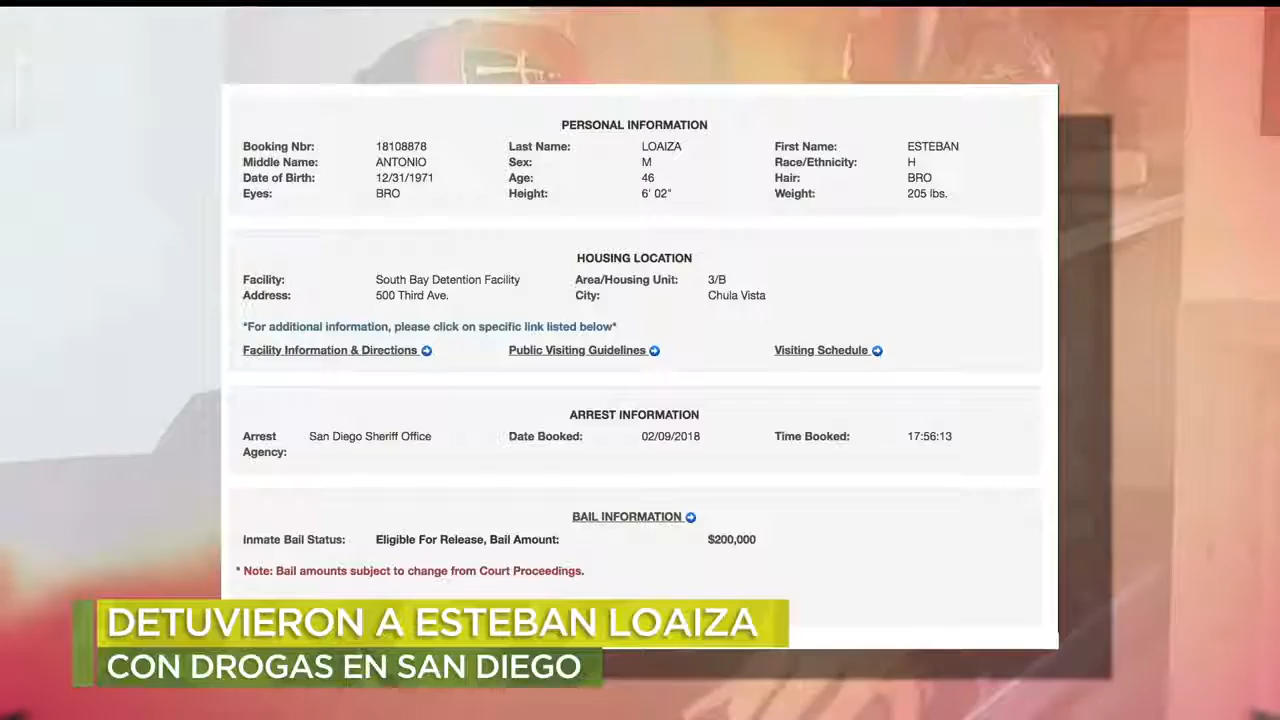 PERSONAL INFORMATION
Booking Nbr: 18108878 Last Name: LOAIZA First Name: ESTEBAN
Middle Name: ANTONIO Sex: M Race/Ethnicity: H
Date of Birth: 12/31/1971 Age: 46 Hair: BRO
Eyes: BRO Height: 6' 02" Weight: 205 lbs.
HOUSING LOCATION
Facility: South Bay Detention Facility Area/Housing Unit: 3/B
Address: 500 Third Ave. City: Chula Vista
*For additional information, please click on specific link listed below*
Facility Information & Directions Public Visiting Guidelines Visiting Schedule
ARREST INFORMATION
Arrest San Diego Sheriff Office Date Booked: 02/09/2018 Time Booked: 17:56:13
Agency:
BAIL INFORMATION
Inmate Bail Status: Eligible For Release, Bail Amount: $200,000
* Note: Bail amounts subject to change from Court Proceedings.
DETUVIERON A ESTEBAN LOAIZA
CON DROGAS EN SAN DIEGO